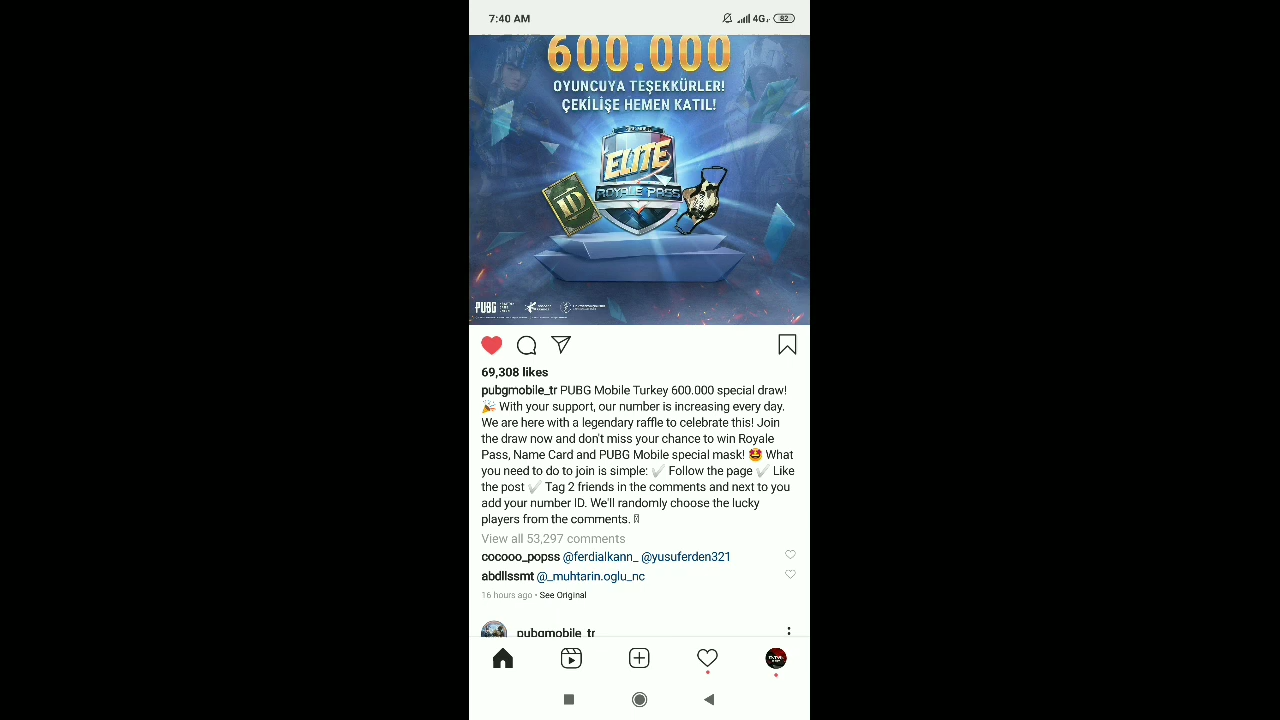 7:40 AM
4G
82
600.000
OYUNCUYA TEŞEKKÜRLER!
ÇEKİLİŞE HEMEN KATIL!
ELITE
ROYALE PASS
ID
PUBG
69,308 likes
pubgmobile_tr PUBG Mobile Turkey 600.000 special draw!
🎉 With your support, our number is increasing every day.
We are here with a legendary raffle to celebrate this! Join
the draw now and don't miss your chance to win Royale
Pass, Name Card and PUBG Mobile special mask! 🤩 What
you need to do to join is simple: ✔️ Follow the page ✔️ Like
the post ✔️ Tag 2 friends in the comments and next to you
add your number ID. We'll randomly choose the lucky
players from the comments.
View all 53,297 comments
cocooo_popss @ferdialkann_ @yusuferden321
abdllssmt @_muhtarin.oglu_nc
16 hours ago • See Original
pubgmobile_tr